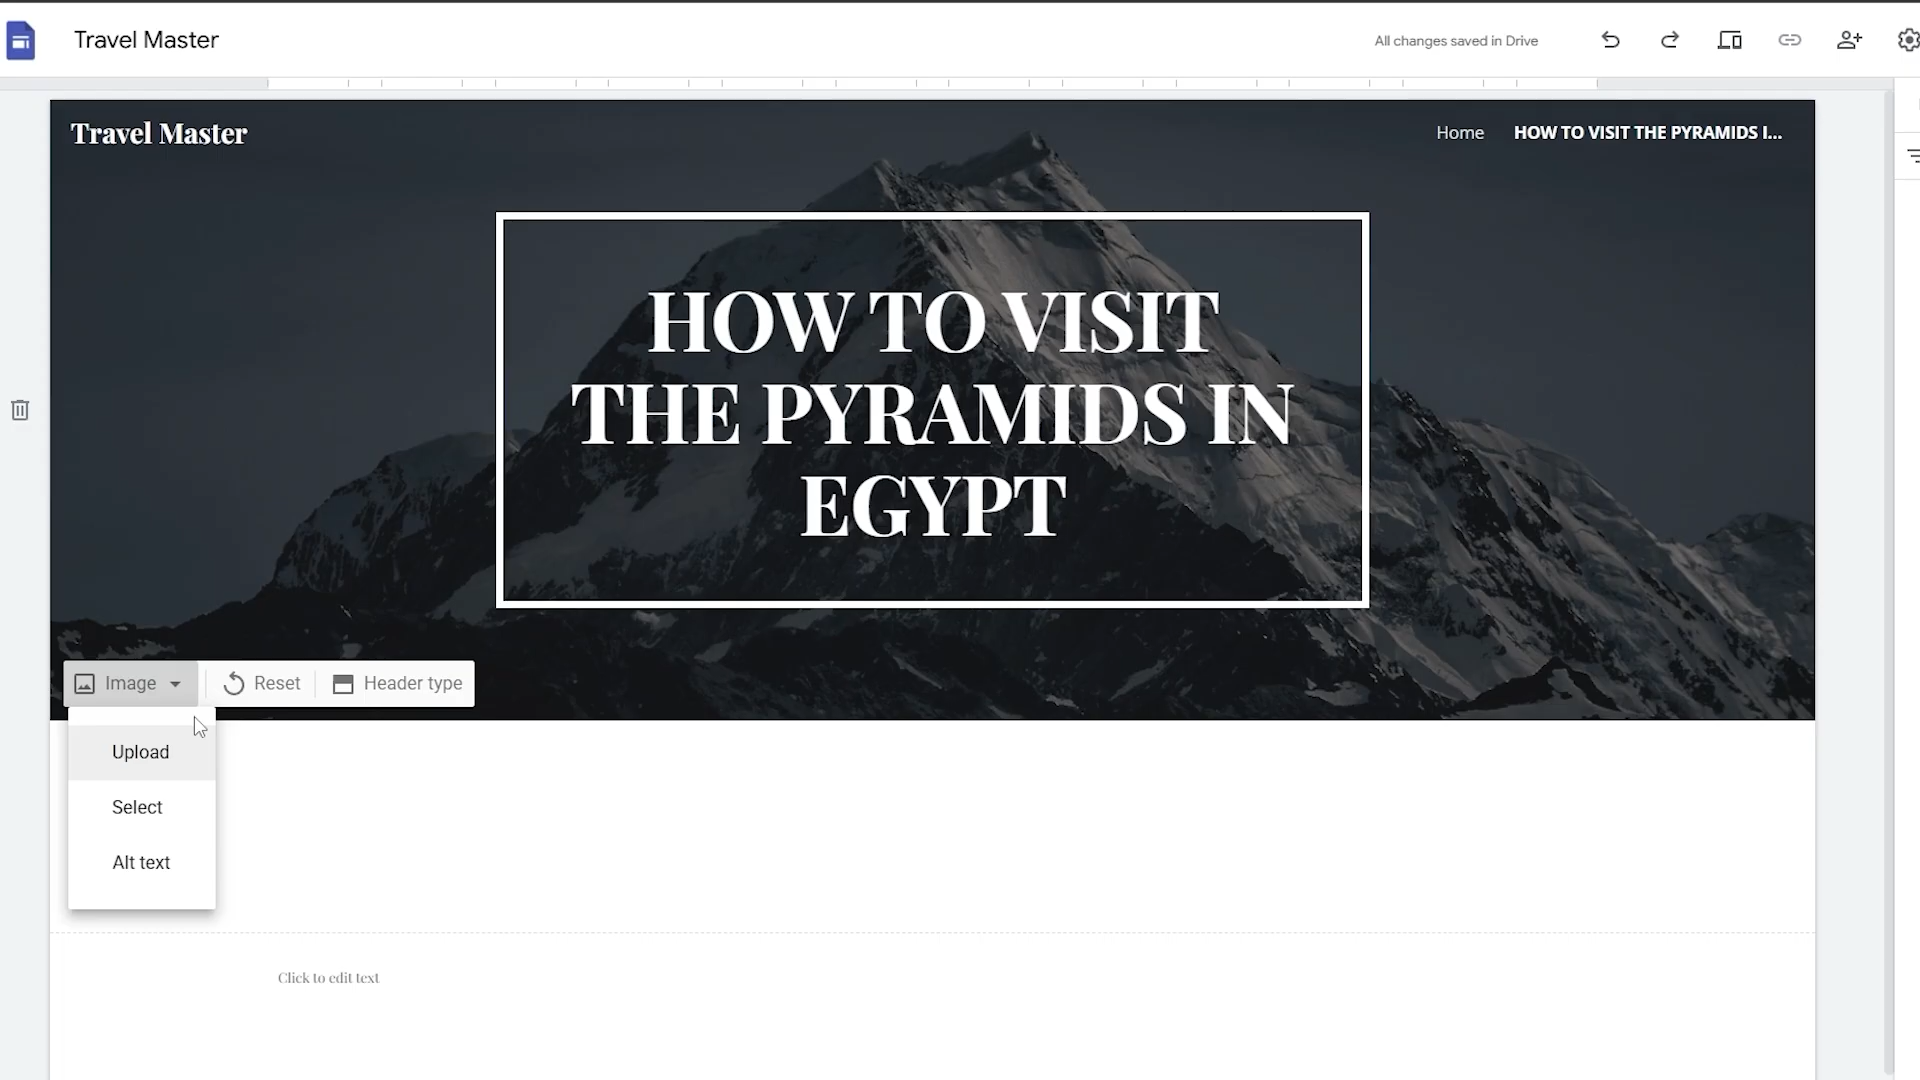 Travel Master
All changes saved in Drive
Travel Master
Home
HOW TO VISIT THE PYRAMIDS I...
HOW TO VISIT
THE PYRAMIDS IN
EGYPT
Image
Reset
Header type
Upload
Select
Alt text
Click to edit text